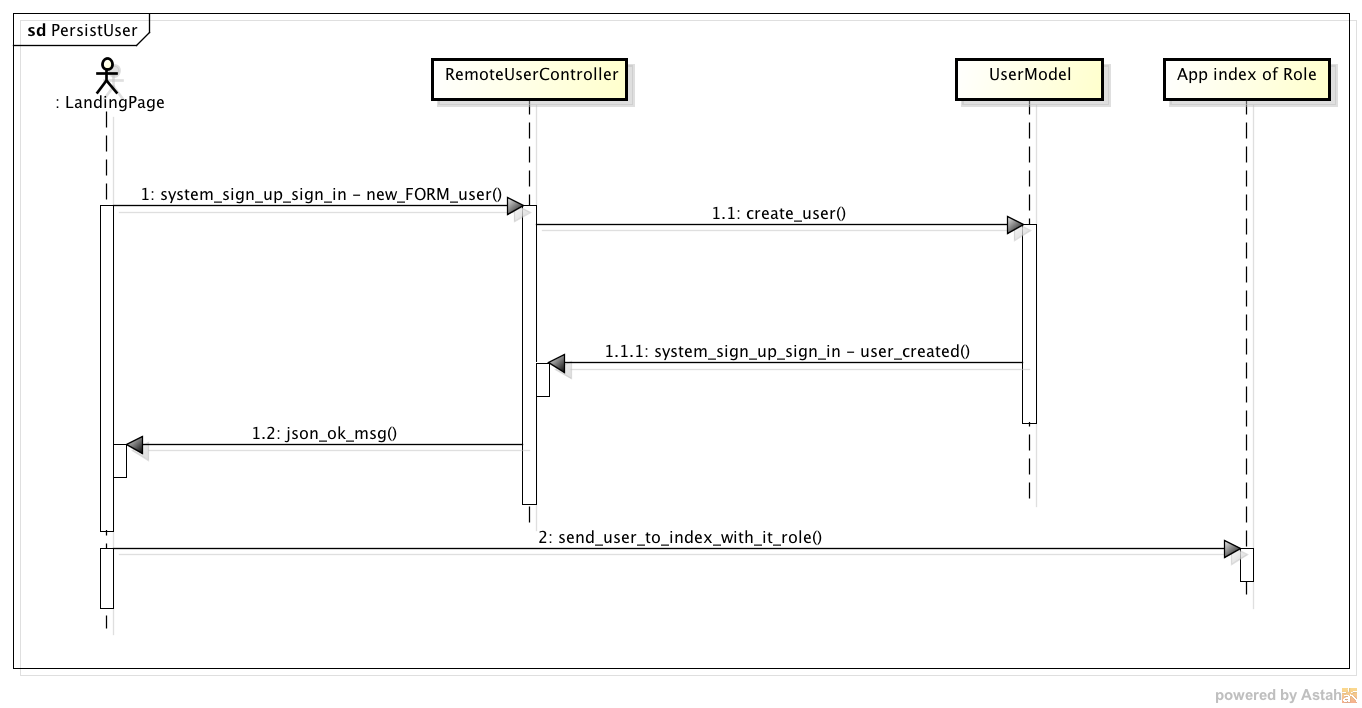 sd PersistUser
: LandingPage
RemoteUserController
UserModel
App index of Role
1: system_sign_up_sign_in - new_FORM_user()
1.1: create_user()
1.1.1: system_sign_up_sign_in - user_created()
1.2: json_ok_msg()
2: send_user_to_index_with_it_role()
powered by Astah